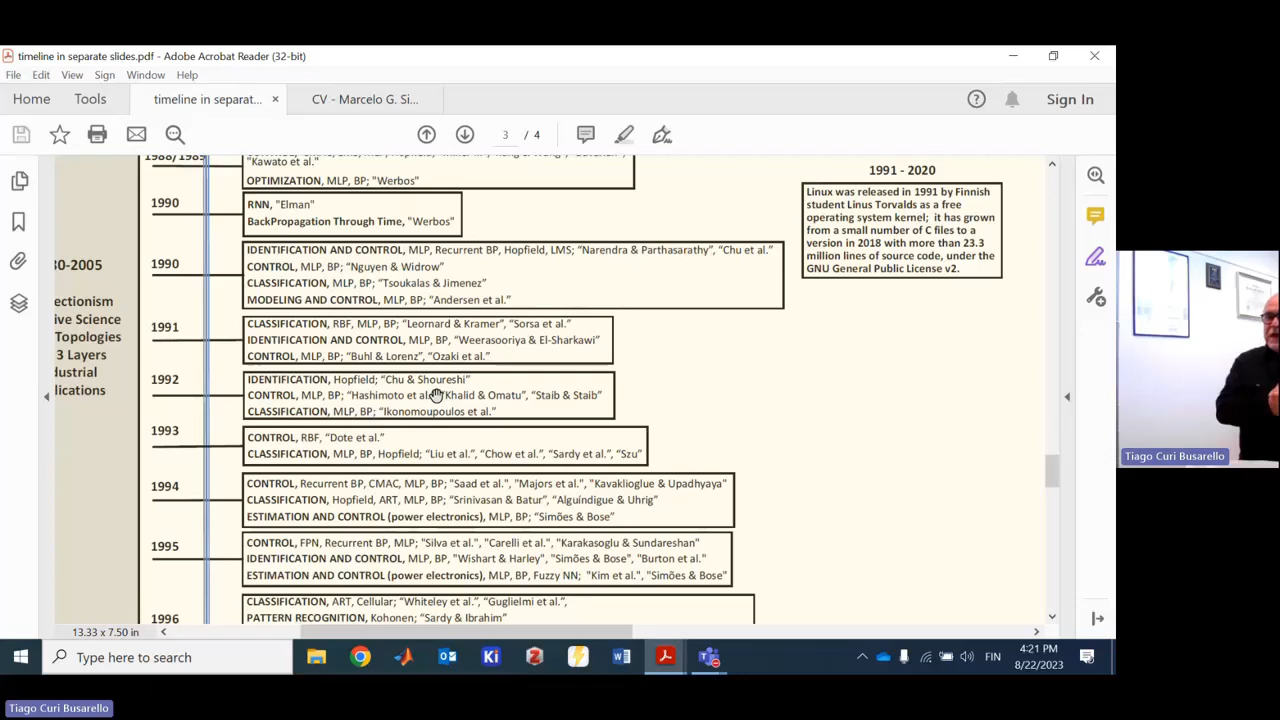 timeline in separate slides.pdf - Adobe Acrobat Reader (32-bit)
File Edit View Sign Window Help
Home Tools timeline in separat... × CV - Marcelo G. Si... Sign In
3 / 4
1988/1989
"Kawato et al."
OPTIMIZATION, MLP, BP; "Werbos"
1990
RNN, "Elman"
BackPropagation Through Time, "Werbos"
1990
IDENTIFICATION AND CONTROL, MLP, Recurrent BP, Hopfield, LMS; “Narendra & Parthasarathy”, “Chu et al.”
CONTROL, MLP, BP; “Nguyen & Widrow”
CLASSIFICATION, MLP, BP; “Tsoukalas & Jimenez”
MODELING AND CONTROL, MLP, BP; “Andersen et al.”
1991
CLASSIFICATION, RBF, MLP, BP; “Leornard & Kramer”, “Sorsa et al.”
IDENTIFICATION AND CONTROL, MLP, BP, “Weerasooriya & El-Sharkawi”
CONTROL, MLP, BP; “Buhl & Lorenz”, “Ozaki et al.”
1992
IDENTIFICATION, Hopfield; “Chu & Shoureshi”
CONTROL, MLP, BP; “Hashimoto et al. “Khalid & Omatu”, “Staib & Staib”
CLASSIFICATION, MLP, BP; “Ikonomoupoulos et al.”
1993
CONTROL, RBF, “Dote et al.”
CLASSIFICATION, MLP, BP, Hopfield; “Liu et al.”, “Chow et al.”, “Sardy et al.”, “Szu”
1994
CONTROL, Recurrent BP, CMAC, MLP, BP; "Saad et al.", "Majors et al.", "Kavaklioglue & Upadhyaya"
CLASSIFICATION, Hopfield, ART, MLP, BP; “Srinivasan & Batur”, “Alguíndigue & Uhrig”
ESTIMATION AND CONTROL (power electronics), MLP, BP; “Simões & Bose”
1995
CONTROL, FPN, Recurrent BP, MLP; "Silva et al.", "Carelli et al.", "Karakasoglu & Sundareshan"
IDENTIFICATION AND CONTROL, MLP, BP, "Wishart & Harley", "Simões & Bose", "Burton et al."
ESTIMATION AND CONTROL (power electronics), MLP, BP, Fuzzy NN; "Kim et al.", "Simões & Bose"
1996
CLASSIFICATION, ART, Cellular; “Whiteley et al.”, “Guglielmi et al.”,
PATTERN RECOGNITION, Kohonen; “Sardy & Ibrahim”
30-2005
ectionism
ive Science
Topologies
3 Layers
dustrial
lications
1991 - 2020
Linux was released in 1991 by Finnish
student Linus Torvalds as a free
operating system kernel; it has grown
from a small number of C files to a
version in 2018 with more than 23.3
million lines of source code, under the
GNU General Public License v2.
13.33 x 7.50 in
Type here to search
Ki
FIN
4:21 PM
8/22/2023
Tiago Curi Busarello
Tiago Curi Busarello